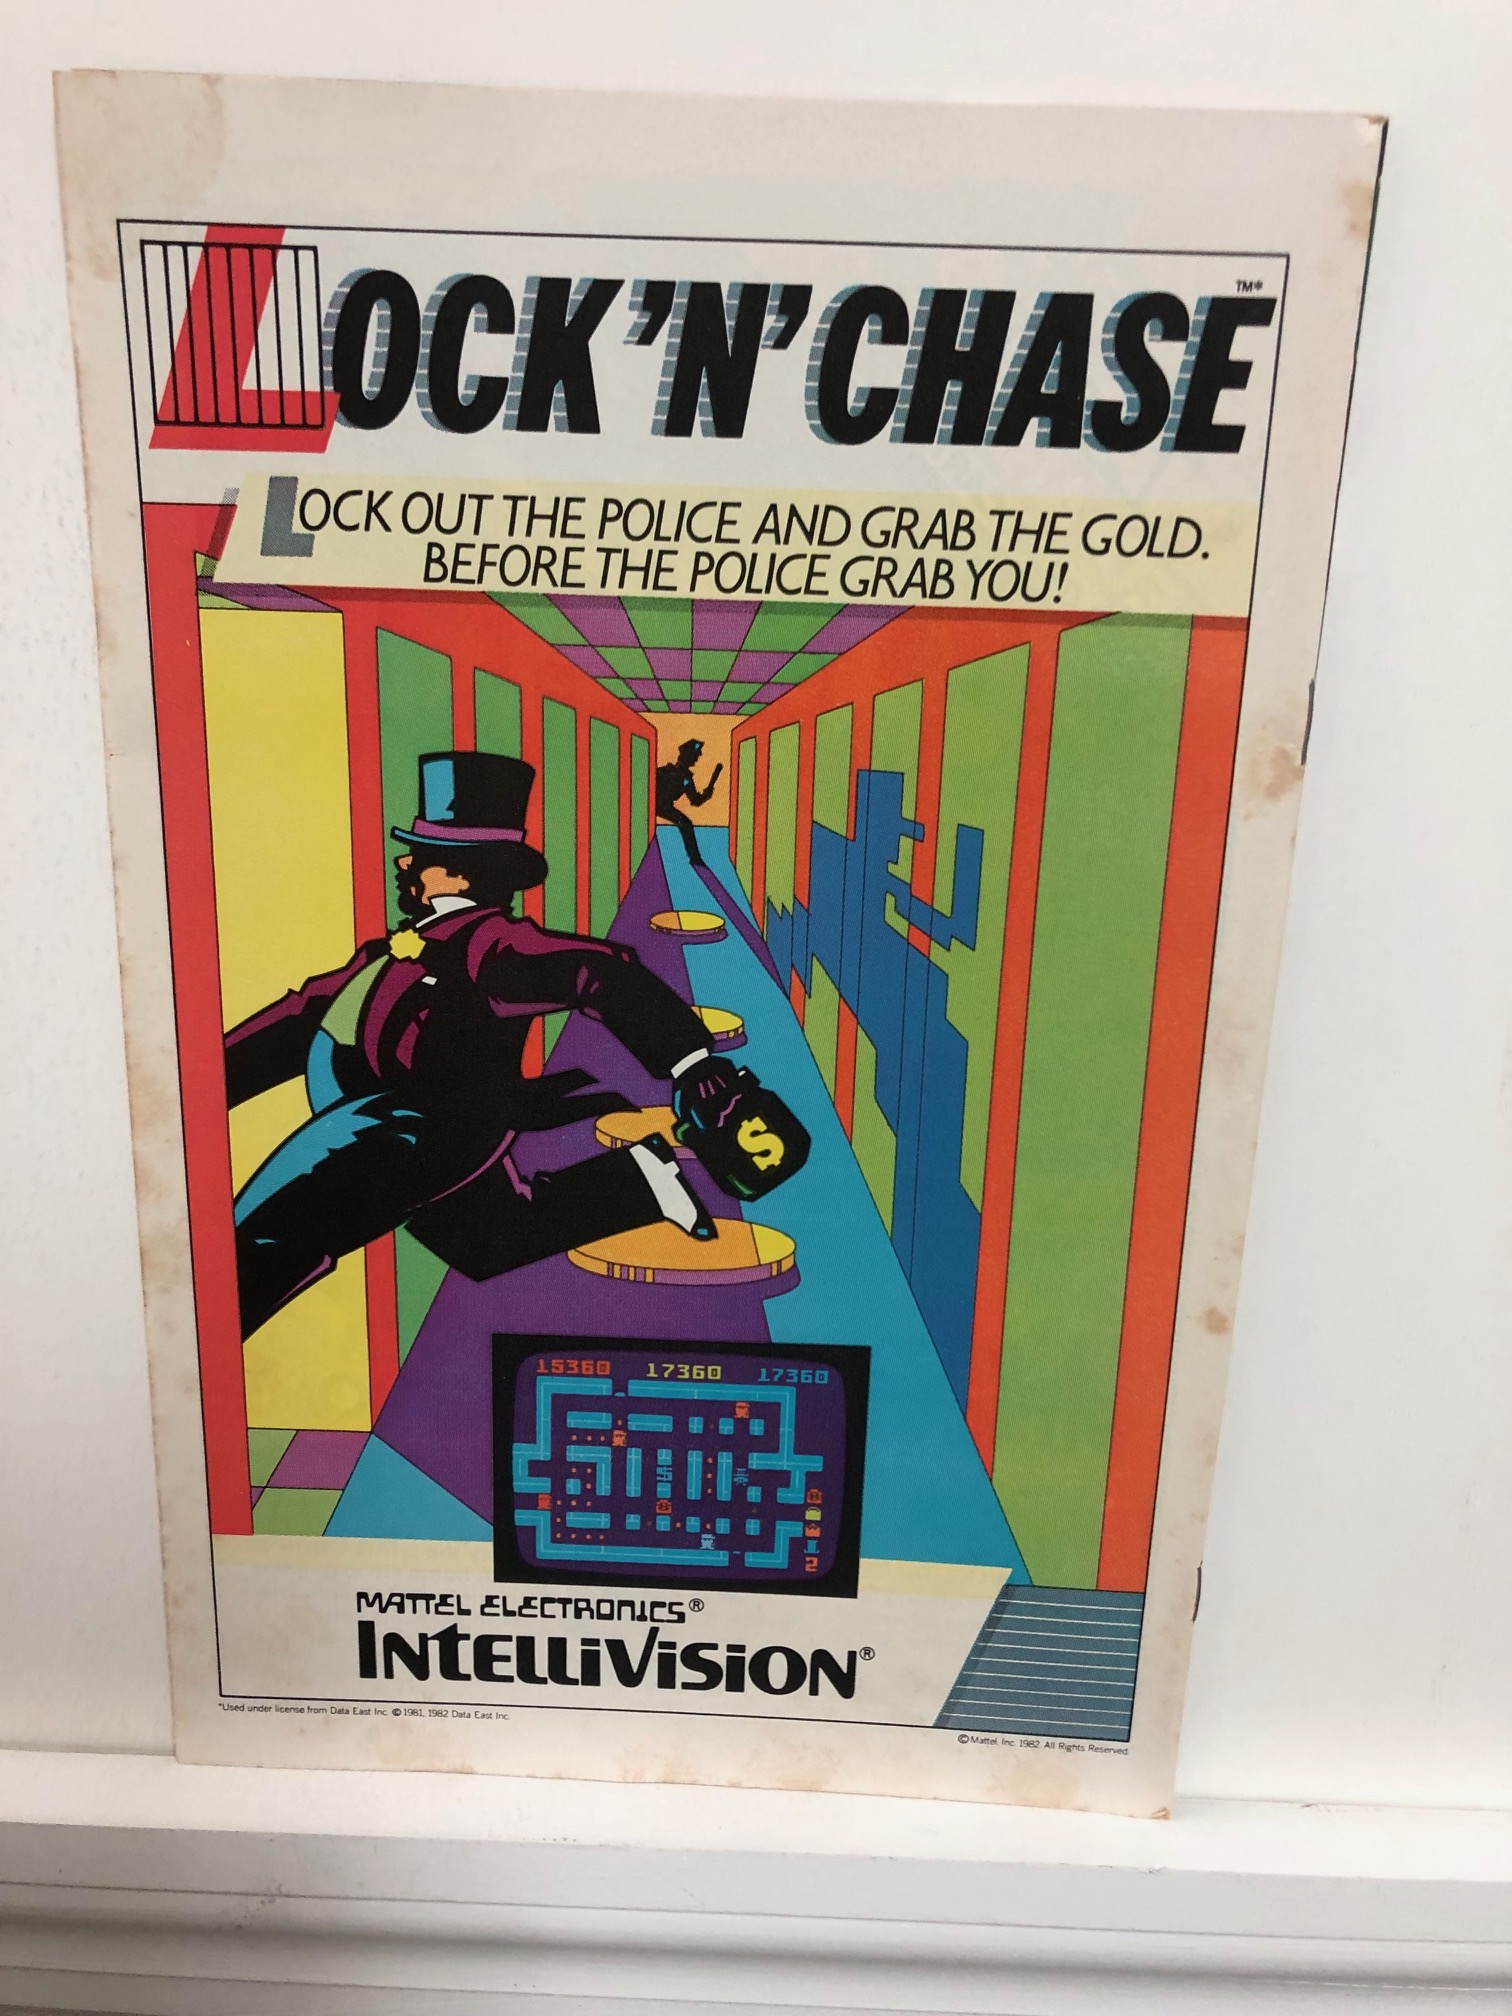 LOCK 'N' CHASE™*
LOCK OUT THE POLICE AND GRAB THE GOLD.
BEFORE THE POLICE GRAB YOU!
$
15360 17360 17360
S
2
MATTEL ELECTRONICS®
INTELLIVISION®
*Used under license from Data East Inc. © 1981, 1982 Data East Inc.
© Mattel, Inc. 1982. All Rights Reserved.